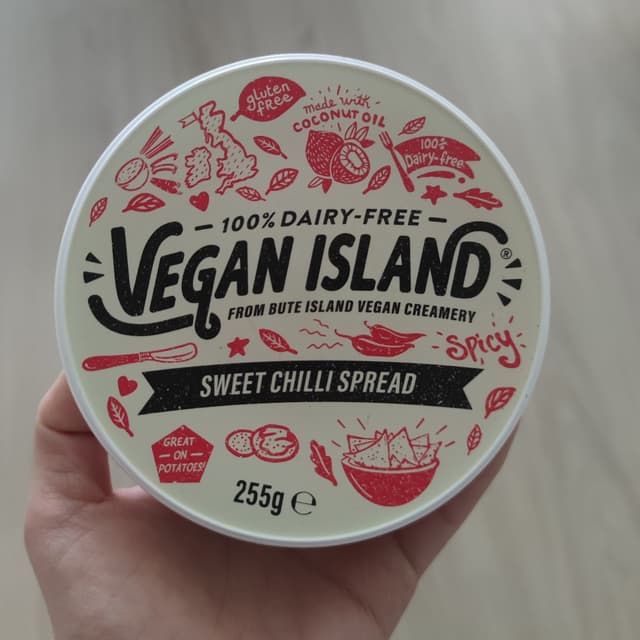 gluten
free
made with
COCONUT OIL
100%
Dairy-free
100% DAIRY-FREE
VEGAN ISLAND®
FROM BUTE ISLAND VEGAN CREAMERY
Spicy
SWEET CHILLI SPREAD
GREAT
ON
POTATOES!
255g ℮